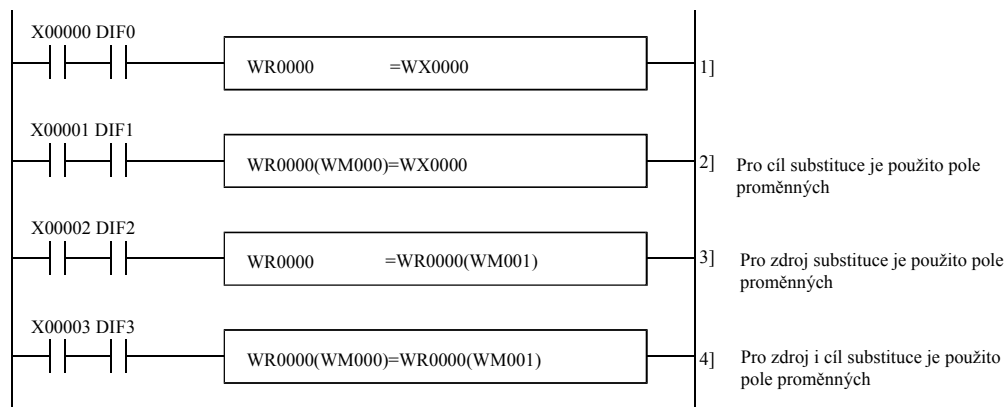 X00000 DIF0
WR0000 =WX0000
1]
X00001 DIF1
WR0000(WM000)=WX0000
2] Pro cíl substituce je použito pole
proměnných
X00002 DIF2
WR0000 =WR0000(WM001)
3] Pro zdroj substituce je použito pole
proměnných
X00003 DIF3
WR0000(WM000)=WR0000(WM001)
4] Pro zdroj i cíl substituce je použito
pole proměnných